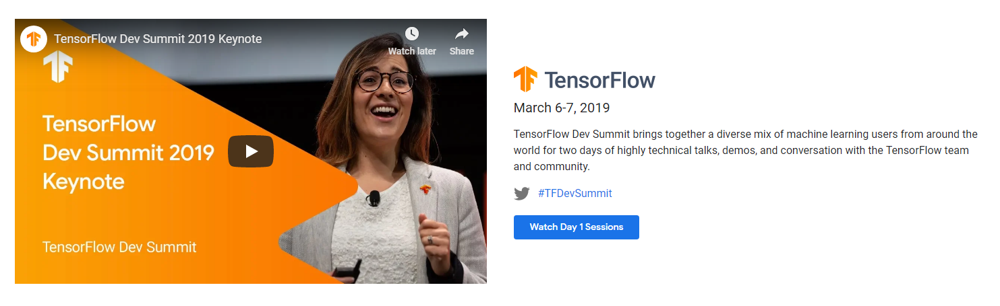 TensorFlow Dev Summit 2019 Keynote
Watch later
Share
TensorFlow
Dev Summit 2019
Keynote
TensorFlow Dev Summit
TensorFlow
March 6-7, 2019
TensorFlow Dev Summit brings together a diverse mix of machine learning users from around the
world for two days of highly technical talks, demos, and conversation with the TensorFlow team
and community.
#TFDevSummit
Watch Day 1 Sessions